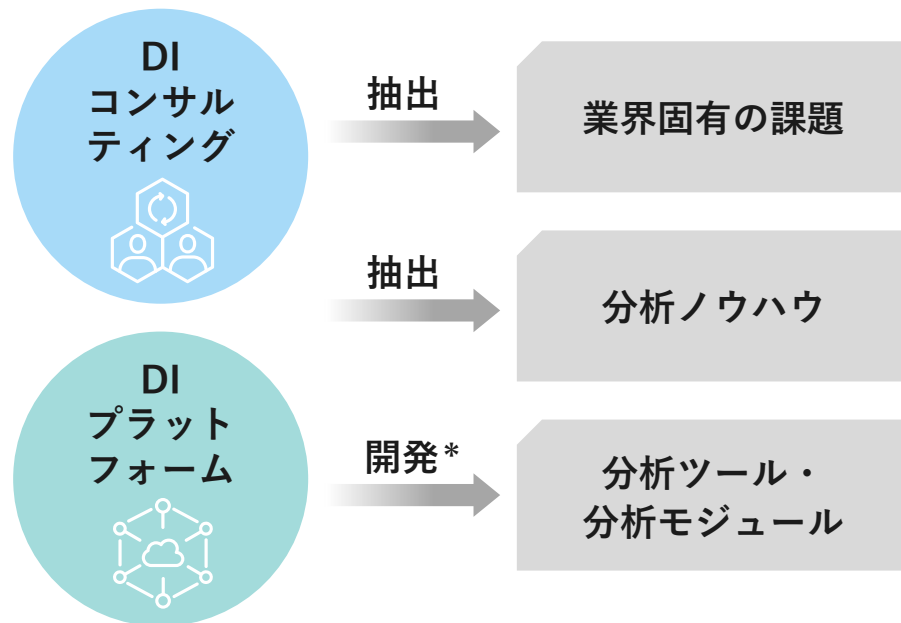 DI
コンサル
ティング
抽出
業界固有の課題
抽出
分析ノウハウ
DI
プラット
フォーム
開発*
分析ツール・
分析モジュール